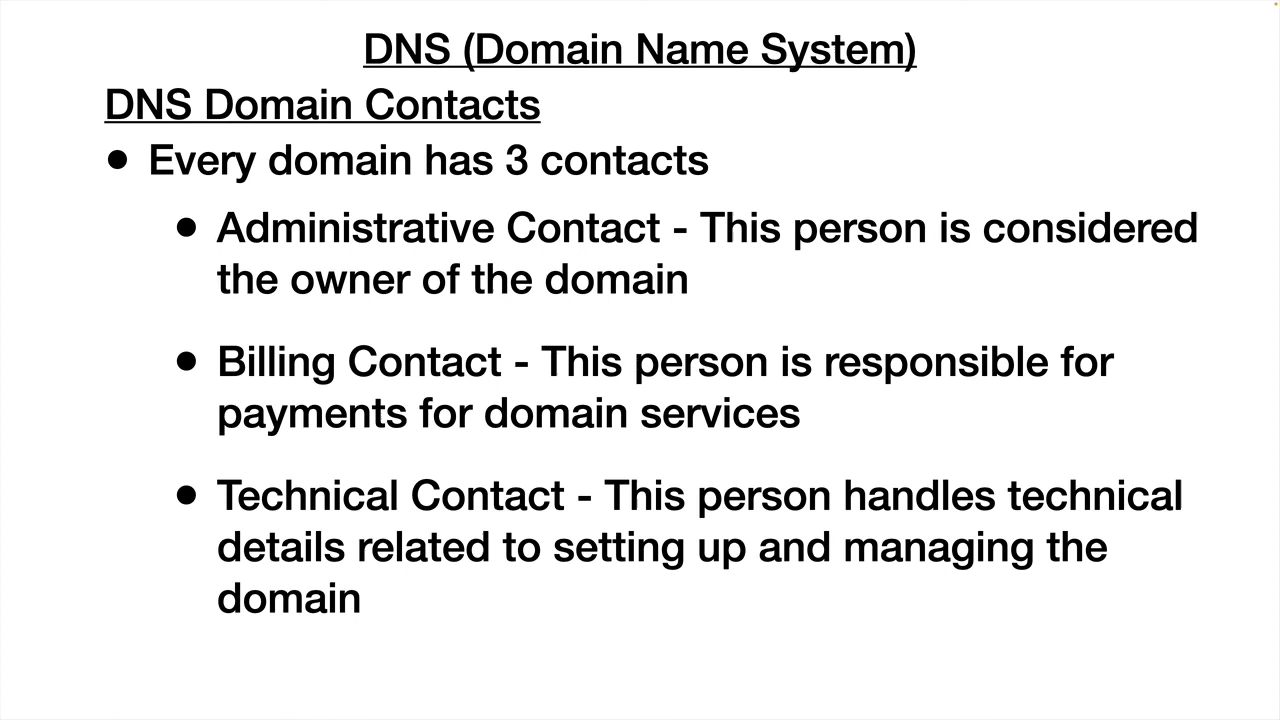 DNS (Domain Name System)
DNS Domain Contacts
• Every domain has 3 contacts
• Administrative Contact - This person is considered
the owner of the domain
• Billing Contact - This person is responsible for
payments for domain services
• Technical Contact - This person handles technical
details related to setting up and managing the
domain